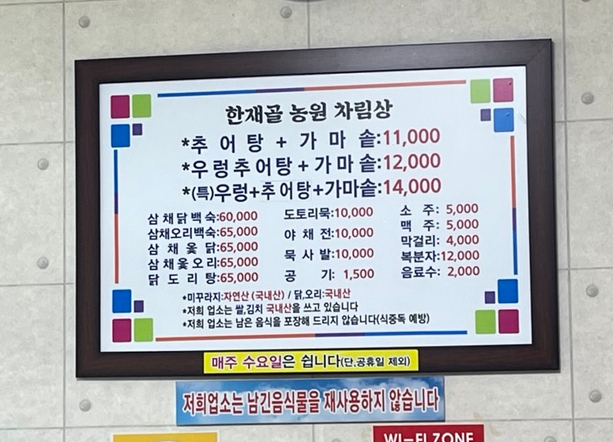 한재골 농원 차림상
*추 어 탕 + 가 마 솥:11,000
*우렁추어탕+가마솥:12,000
*(특)우렁+추어탕+가마솥:14,000
삼채닭백숙:60,000 도토리묵:10,000 소 주: 5,000
삼채오리백숙:65,000 야 채 전:10,000 맥 주: 5,000
삼 채 옻 닭:65,000 묵 사 발:10,000 막걸리: 4,000
삼채옻오리:65,000 공 기: 1,500 복분자:12,000
닭 도 리 탕:65,000 음료수: 2,000
*미꾸라지:자연산 (국내산) / 닭,오리:국내산
*저희 업소는 쌀,김치 국내산을 쓰고 있습니다
*저희 업소는 남은 음식을 포장해 드리지 않습니다(식중독 예방)
매주 수요일은 쉽니다(단,공휴일 제외)
저희업소는 남긴음식물을 재사용하지 않습니다
WI-FI ZONE